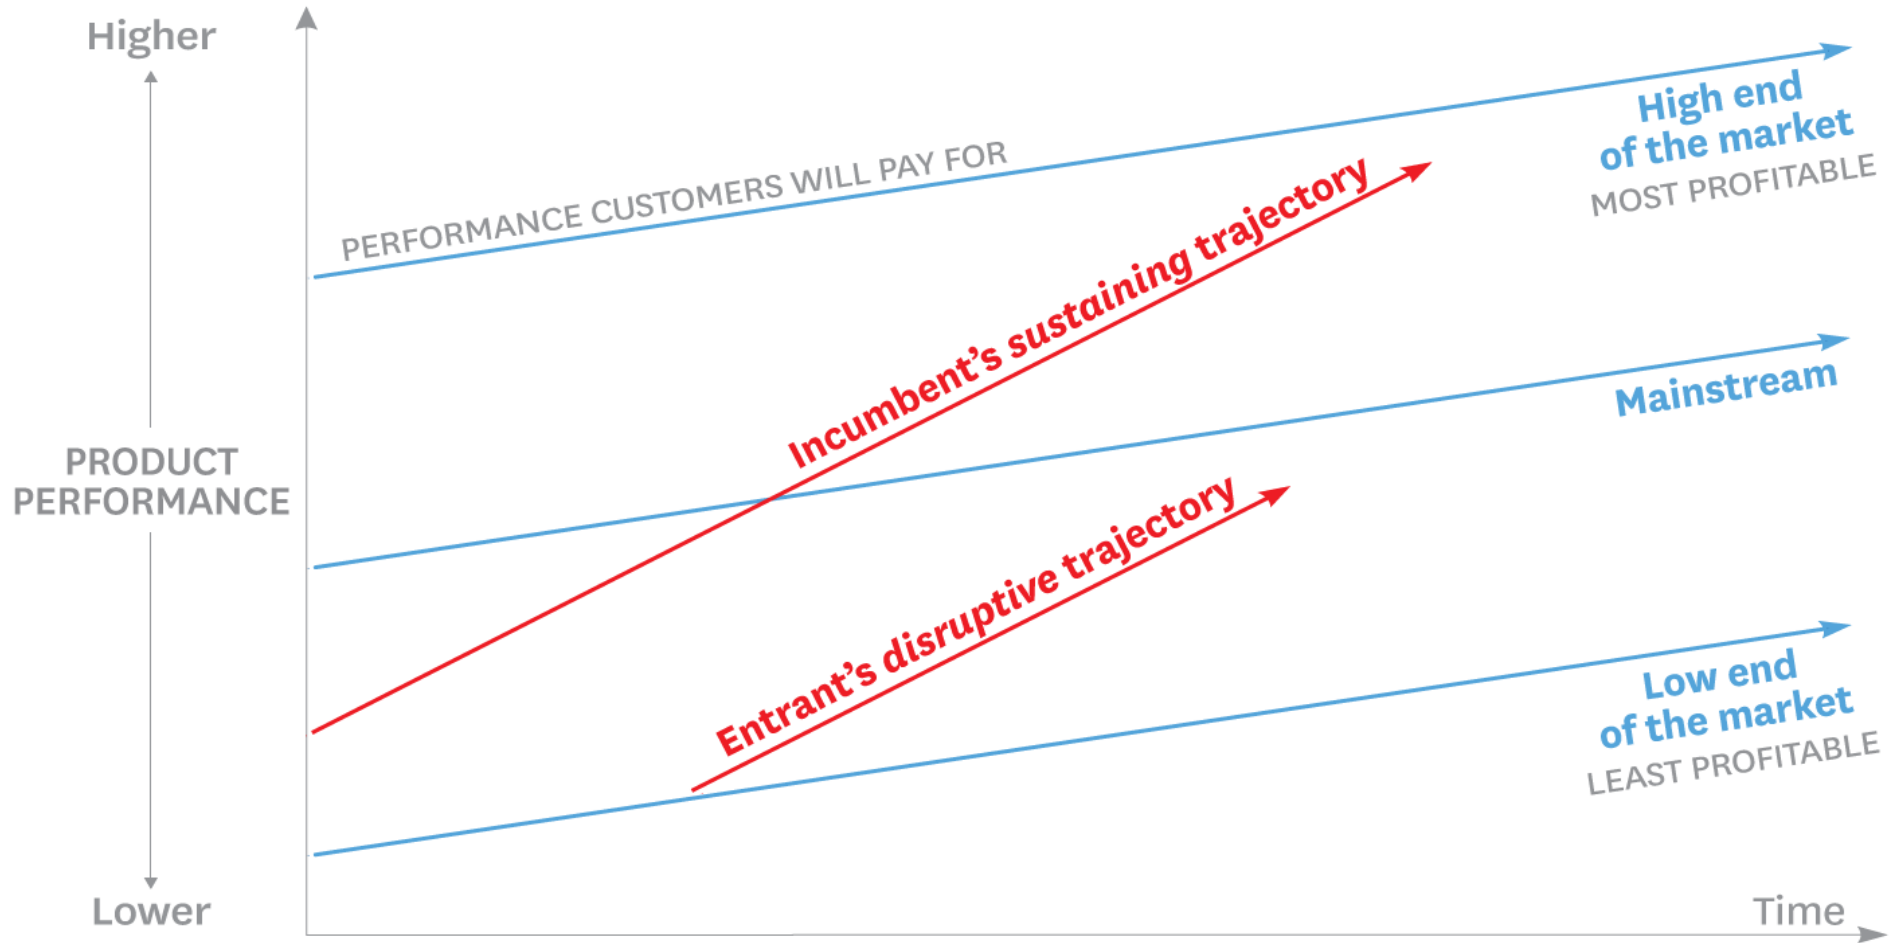 Higher
PRODUCT
PERFORMANCE
Lower
PERFORMANCE CUSTOMERS WILL PAY FOR
Incumbent’s sustaining trajectory
Entrant’s disruptive trajectory
High end
of the market
MOST PROFITABLE
Mainstream
Low end
of the market
LEAST PROFITABLE
Time